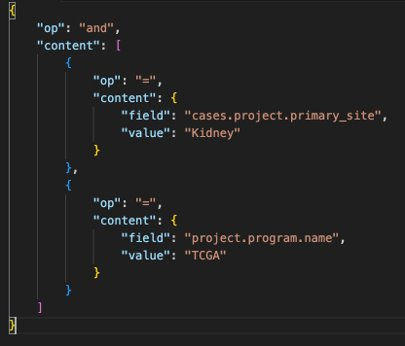 {
    "op": "and",
    "content": [
        {
            "op": "=",
            "content": {
                "field": "cases.project.primary_site",
                "value": "Kidney"
            }
        },
        {
            "op": "=",
            "content": {
                "field": "project.program.name",
                "value": "TCGA"
            }
        }
    ]
}